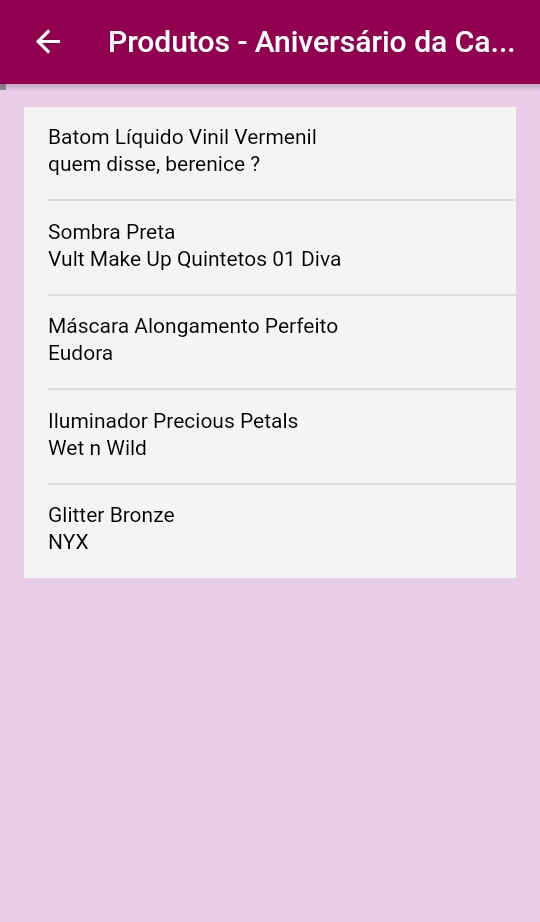 Produtos - Aniversário da Ca...
Batom Líquido Vinil Vermenil
quem disse, berenice ?
Sombra Preta
Vult Make Up Quintetos 01 Diva
Máscara Alongamento Perfeito
Eudora
Iluminador Precious Petals
Wet n Wild
Glitter Bronze
NYX